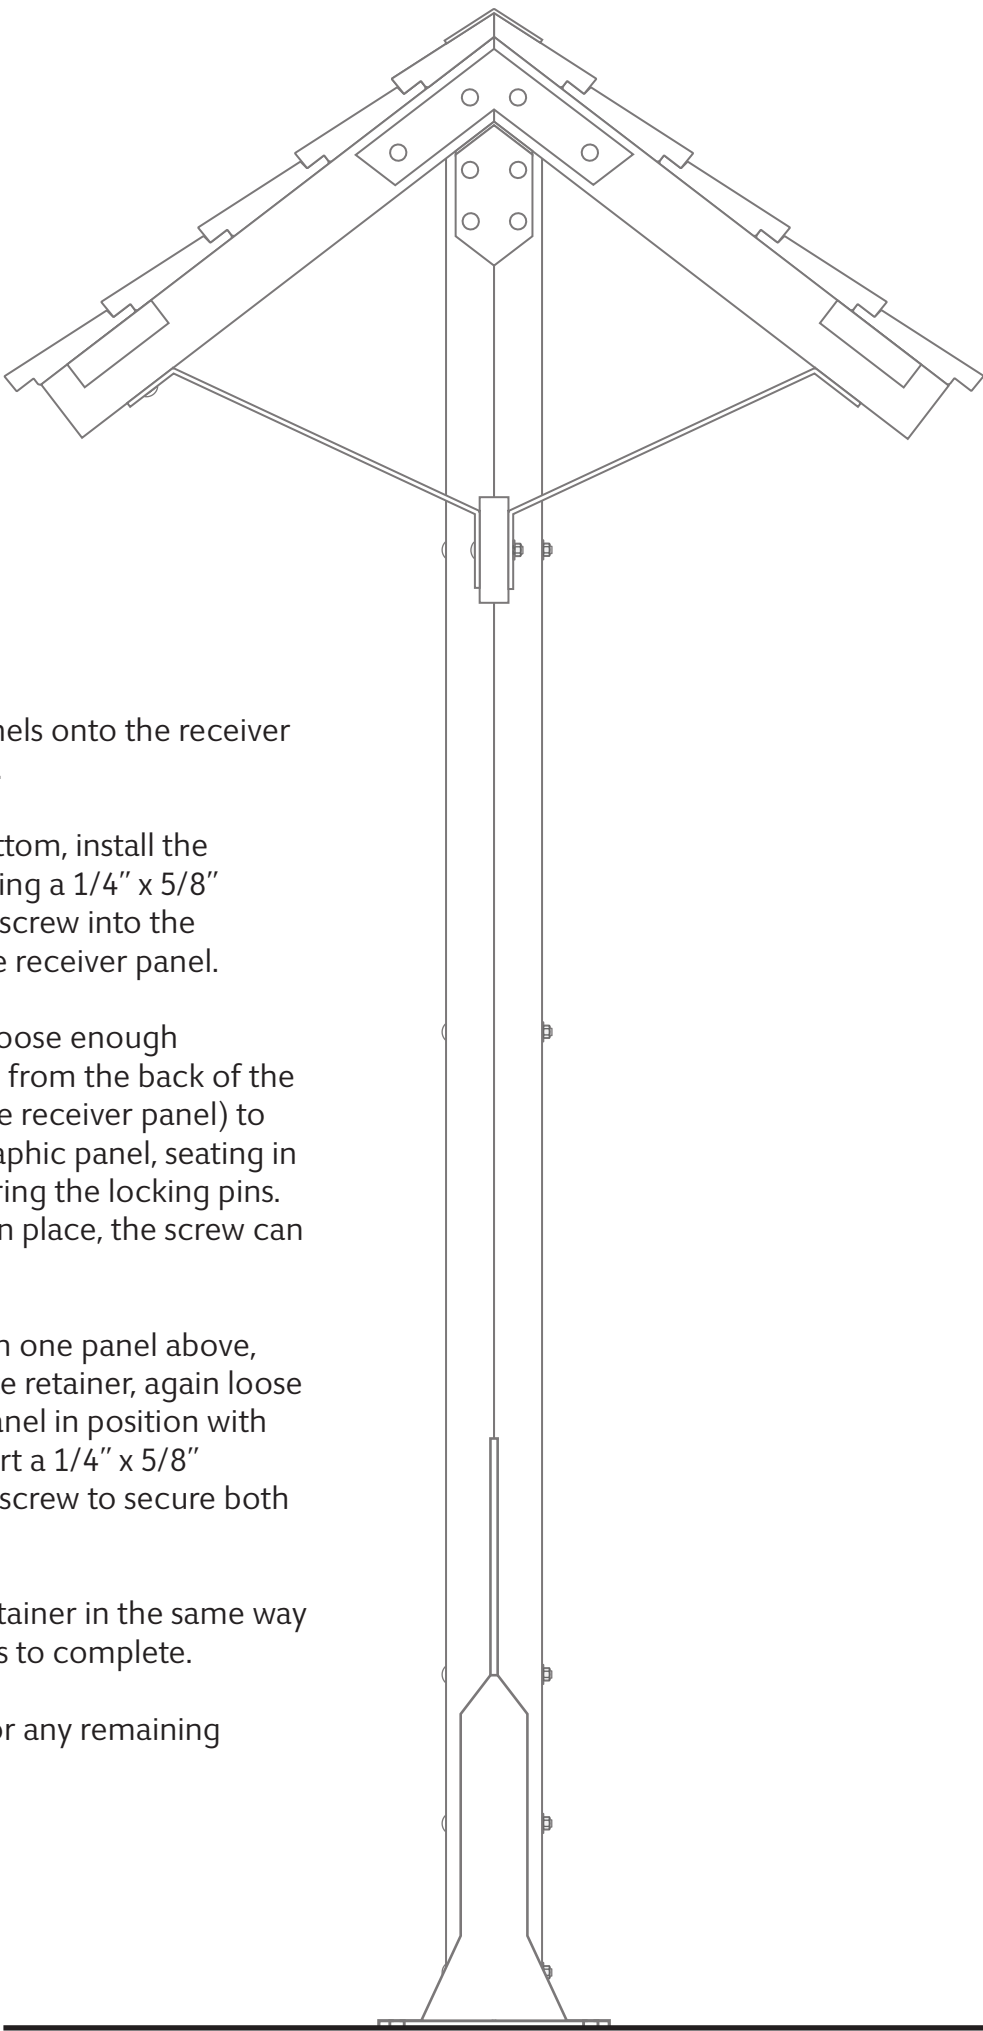 nels onto the receiver
.
ttom, install the
ing a 1/4” x 5/8”
screw into the
e receiver panel.
oose enough
from the back of the
e receiver panel) to
aphic panel, seating in
ring the locking pins.
n place, the screw can
n one panel above,
e retainer, again loose
anel in position with
rt a 1/4” x 5/8”
screw to secure both
tainer in the same way
s to complete.
or any remaining